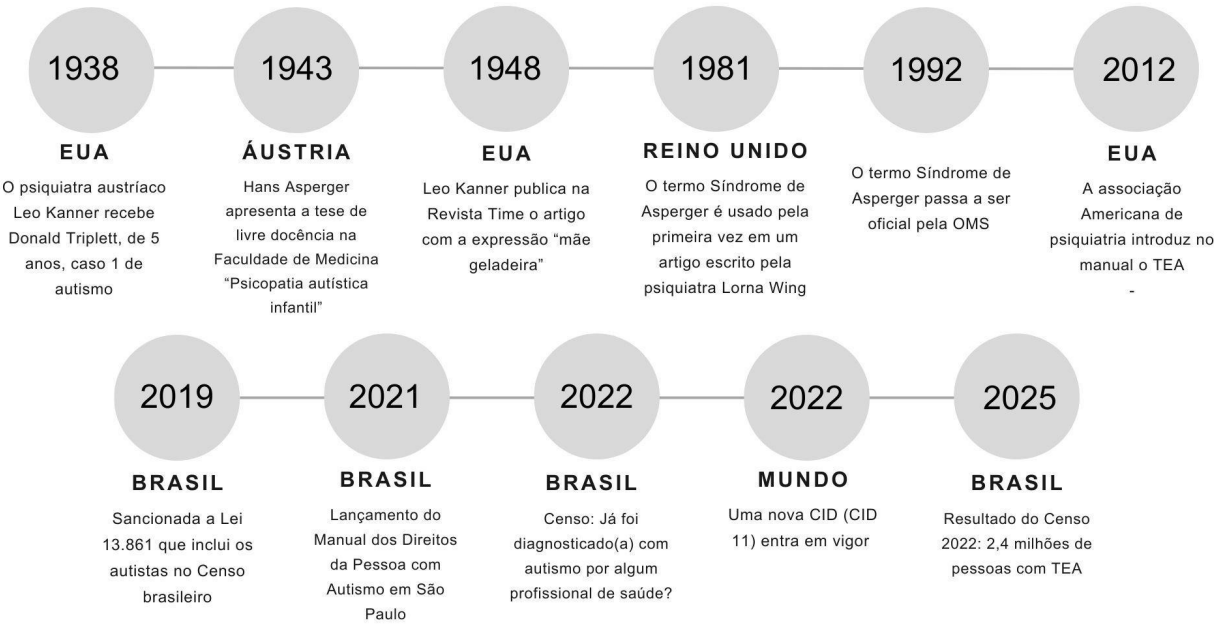 1938
1943
1948
1981
1992
2012
EUA
O psiquiatra austríaco
Leo Kanner recebe
Donald Triplett, de 5
anos, caso 1 de
autismo
ÁUSTRIA
Hans Asperger
apresenta a tese de
livre docência na
Faculdade de Medicina
“Psicopatia autística
infantil”
EUA
Leo Kanner publica na
Revista Time o artigo
com a expressão “mãe
geladeira”
REINO UNIDO
O termo Síndrome de
Asperger é usado pela
primeira vez em um
artigo escrito pela
psiquiatra Lorna Wing
O termo Síndrome de
Asperger passa a ser
oficial pela OMS
EUA
A associação
Americana de
psiquiatria introduz no
manual o TEA
-
2019
2021
2022
2022
2025
BRASIL
Sancionada a Lei
13.861 que inclui os
autistas no Censo
brasileiro
BRASIL
Lançamento do
Manual dos Direitos
da Pessoa com
Autismo em São
Paulo
BRASIL
Censo: Já foi
diagnosticado(a) com
autismo por algum
profissional de saúde?
MUNDO
Uma nova CID (CID
11) entra em vigor
BRASIL
Resultado do Censo
2022: 2,4 milhões de
pessoas com TEA